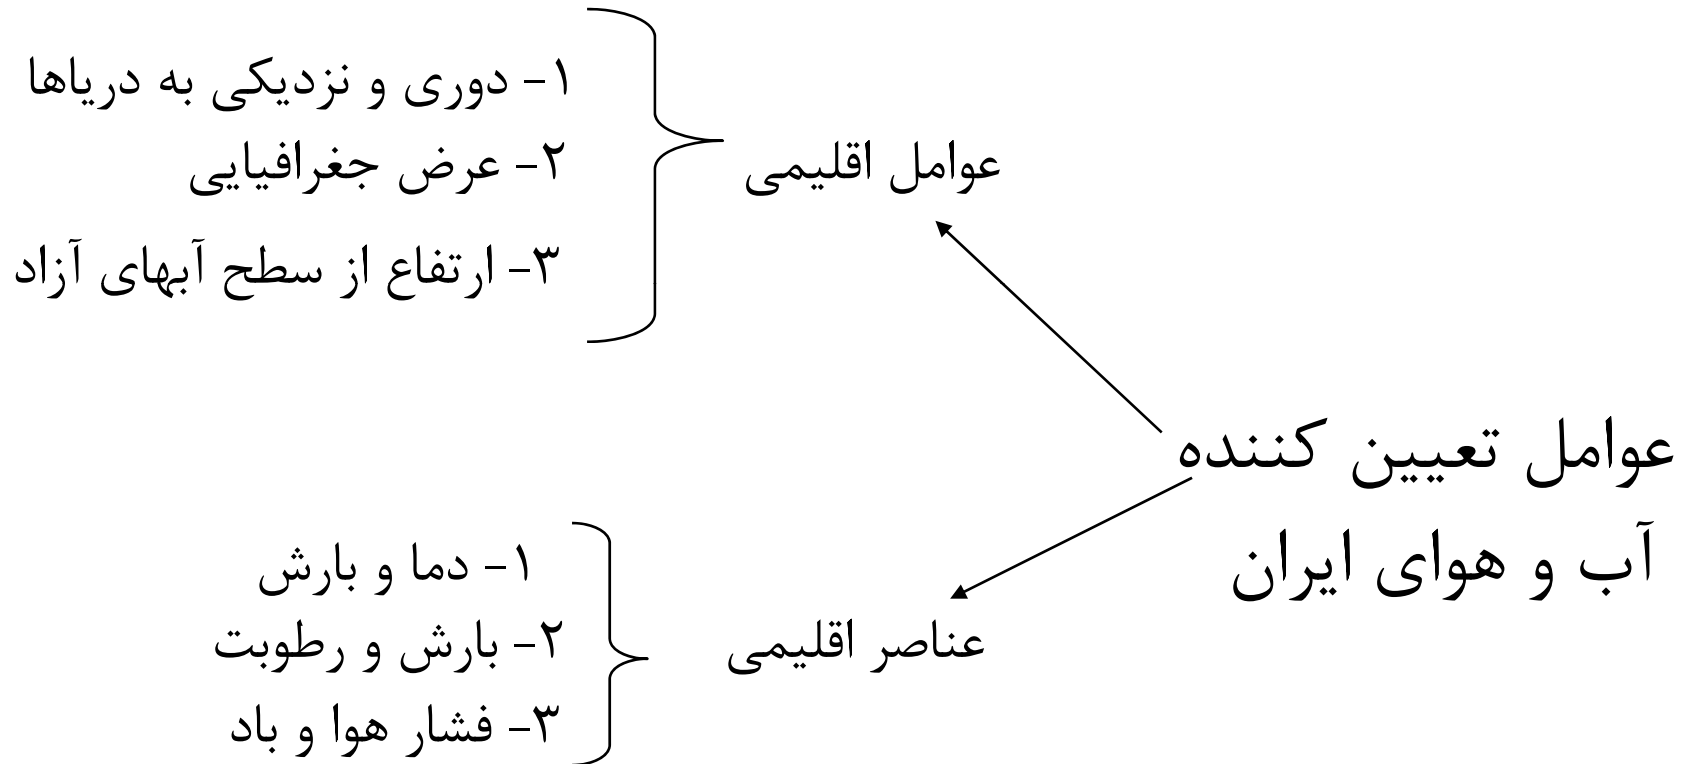 عوامل تعیین کننده
آب و هوای ایران
عوامل اقلیمی
۱- دوری و نزدیکی به دریاها
۲- عرض جغرافیایی
۳- ارتفاع از سطح آبهای آزاد
عناصر اقلیمی
۱- دما و بارش
۲- بارش و رطوبت
۳- فشار هوا و باد